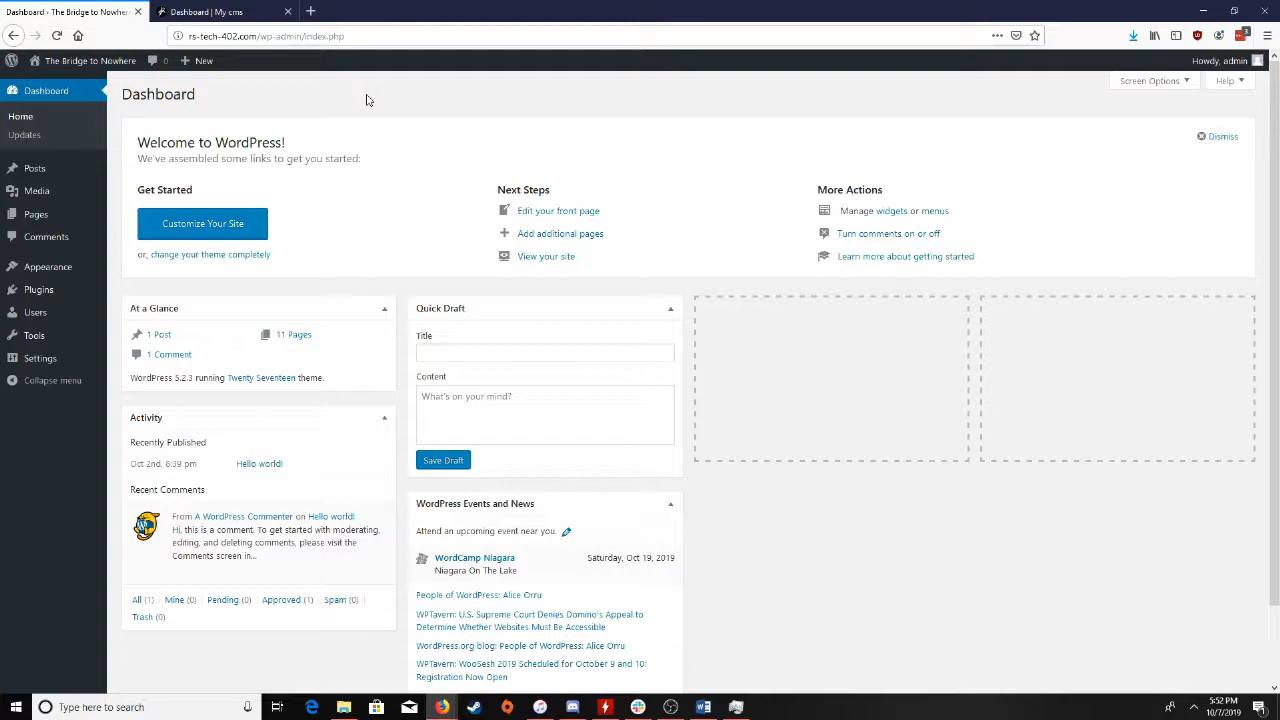 Dashboard ‹ The Bridge to Nowhere
Dashboard | My cms
rs-tech-402.com/wp-admin/index.php
3
The Bridge to Nowhere
0
New
Howdy, admin
Dashboard
Home
Updates
Posts
Media
Pages
Comments
Appearance
Plugins
Users
Tools
Settings
Collapse menu
Dashboard
Screen Options
Help
Welcome to WordPress!
We've assembled some links to get you started:
Dismiss
Get Started
Customize Your Site
or, change your theme completely
Next Steps
Edit your front page
Add additional pages
View your site
More Actions
Manage widgets or menus
Turn comments on or off
Learn more about getting started
At a Glance
1 Post
11 Pages
1 Comment
WordPress 5.2.3 running Twenty Seventeen theme.
Activity
Recently Published
Oct 2nd, 8:39 pm
Hello world!
Recent Comments
From A WordPress Commenter on Hello world!
Hi, this is a comment. To get started with moderating,
editing, and deleting comments, please visit the
Comments screen in...
All (1) | Mine (0) | Pending (0) | Approved (1) | Spam (0) |
Trash (0)
Quick Draft
Title
Content
What's on your mind?
Save Draft
WordPress Events and News
Attend an upcoming event near you.
WordCamp Niagara
Saturday, Oct 19, 2019
Niagara On The Lake
People of WordPress: Alice Orru
WPTavern: U.S. Supreme Court Denies Domino's Appeal to
Determine Whether Websites Must Be Accessible
WordPress.org blog: People of WordPress: Alice Orru
WPTavern: WooSesh 2019 Scheduled for October 9 and 10:
Registration Now Open
Type here to search
5:52 PM
10/7/2019
1